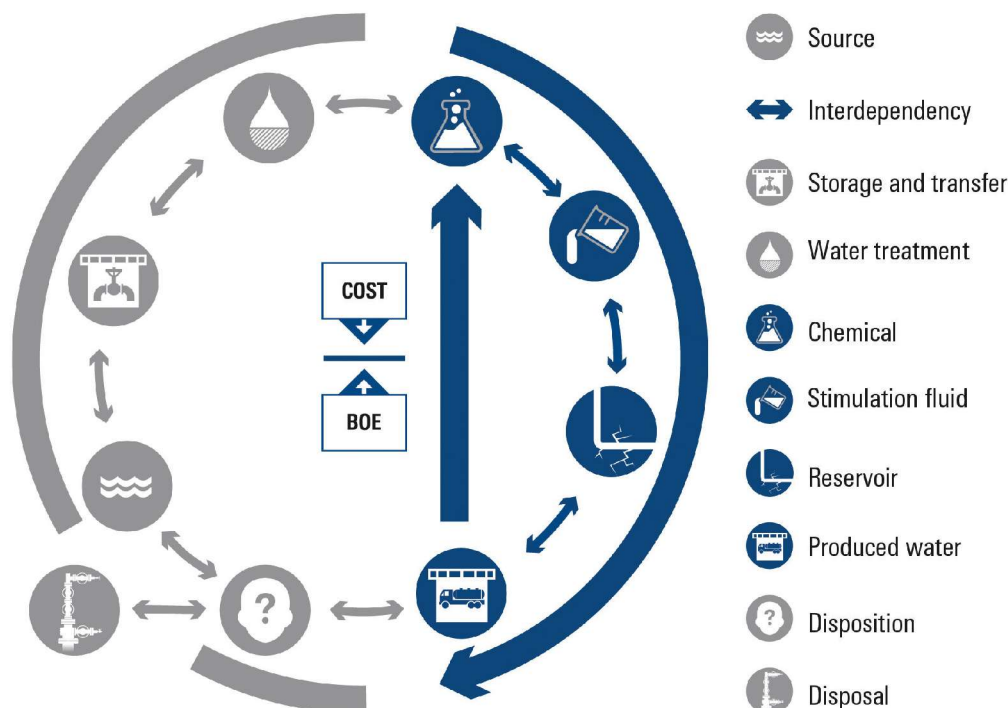 Source
Interdependency
Storage and transfer
Water treatment
COST
Chemical
BOE
Stimulation fluid
Reservoir
Produced water
?
Disposition
?
Disposal